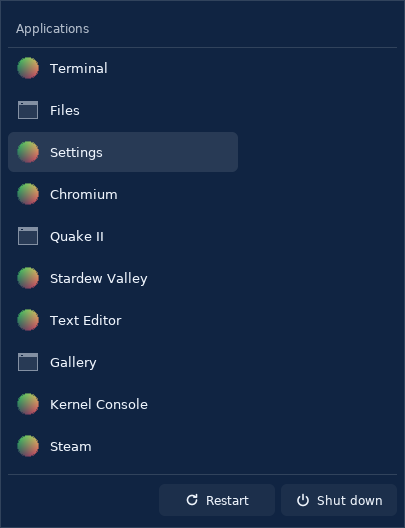 Applications
Terminal
Files
Settings
Chromium
Quake II
Stardew Valley
Text Editor
Gallery
Kernel Console
Steam
Restart Shut down